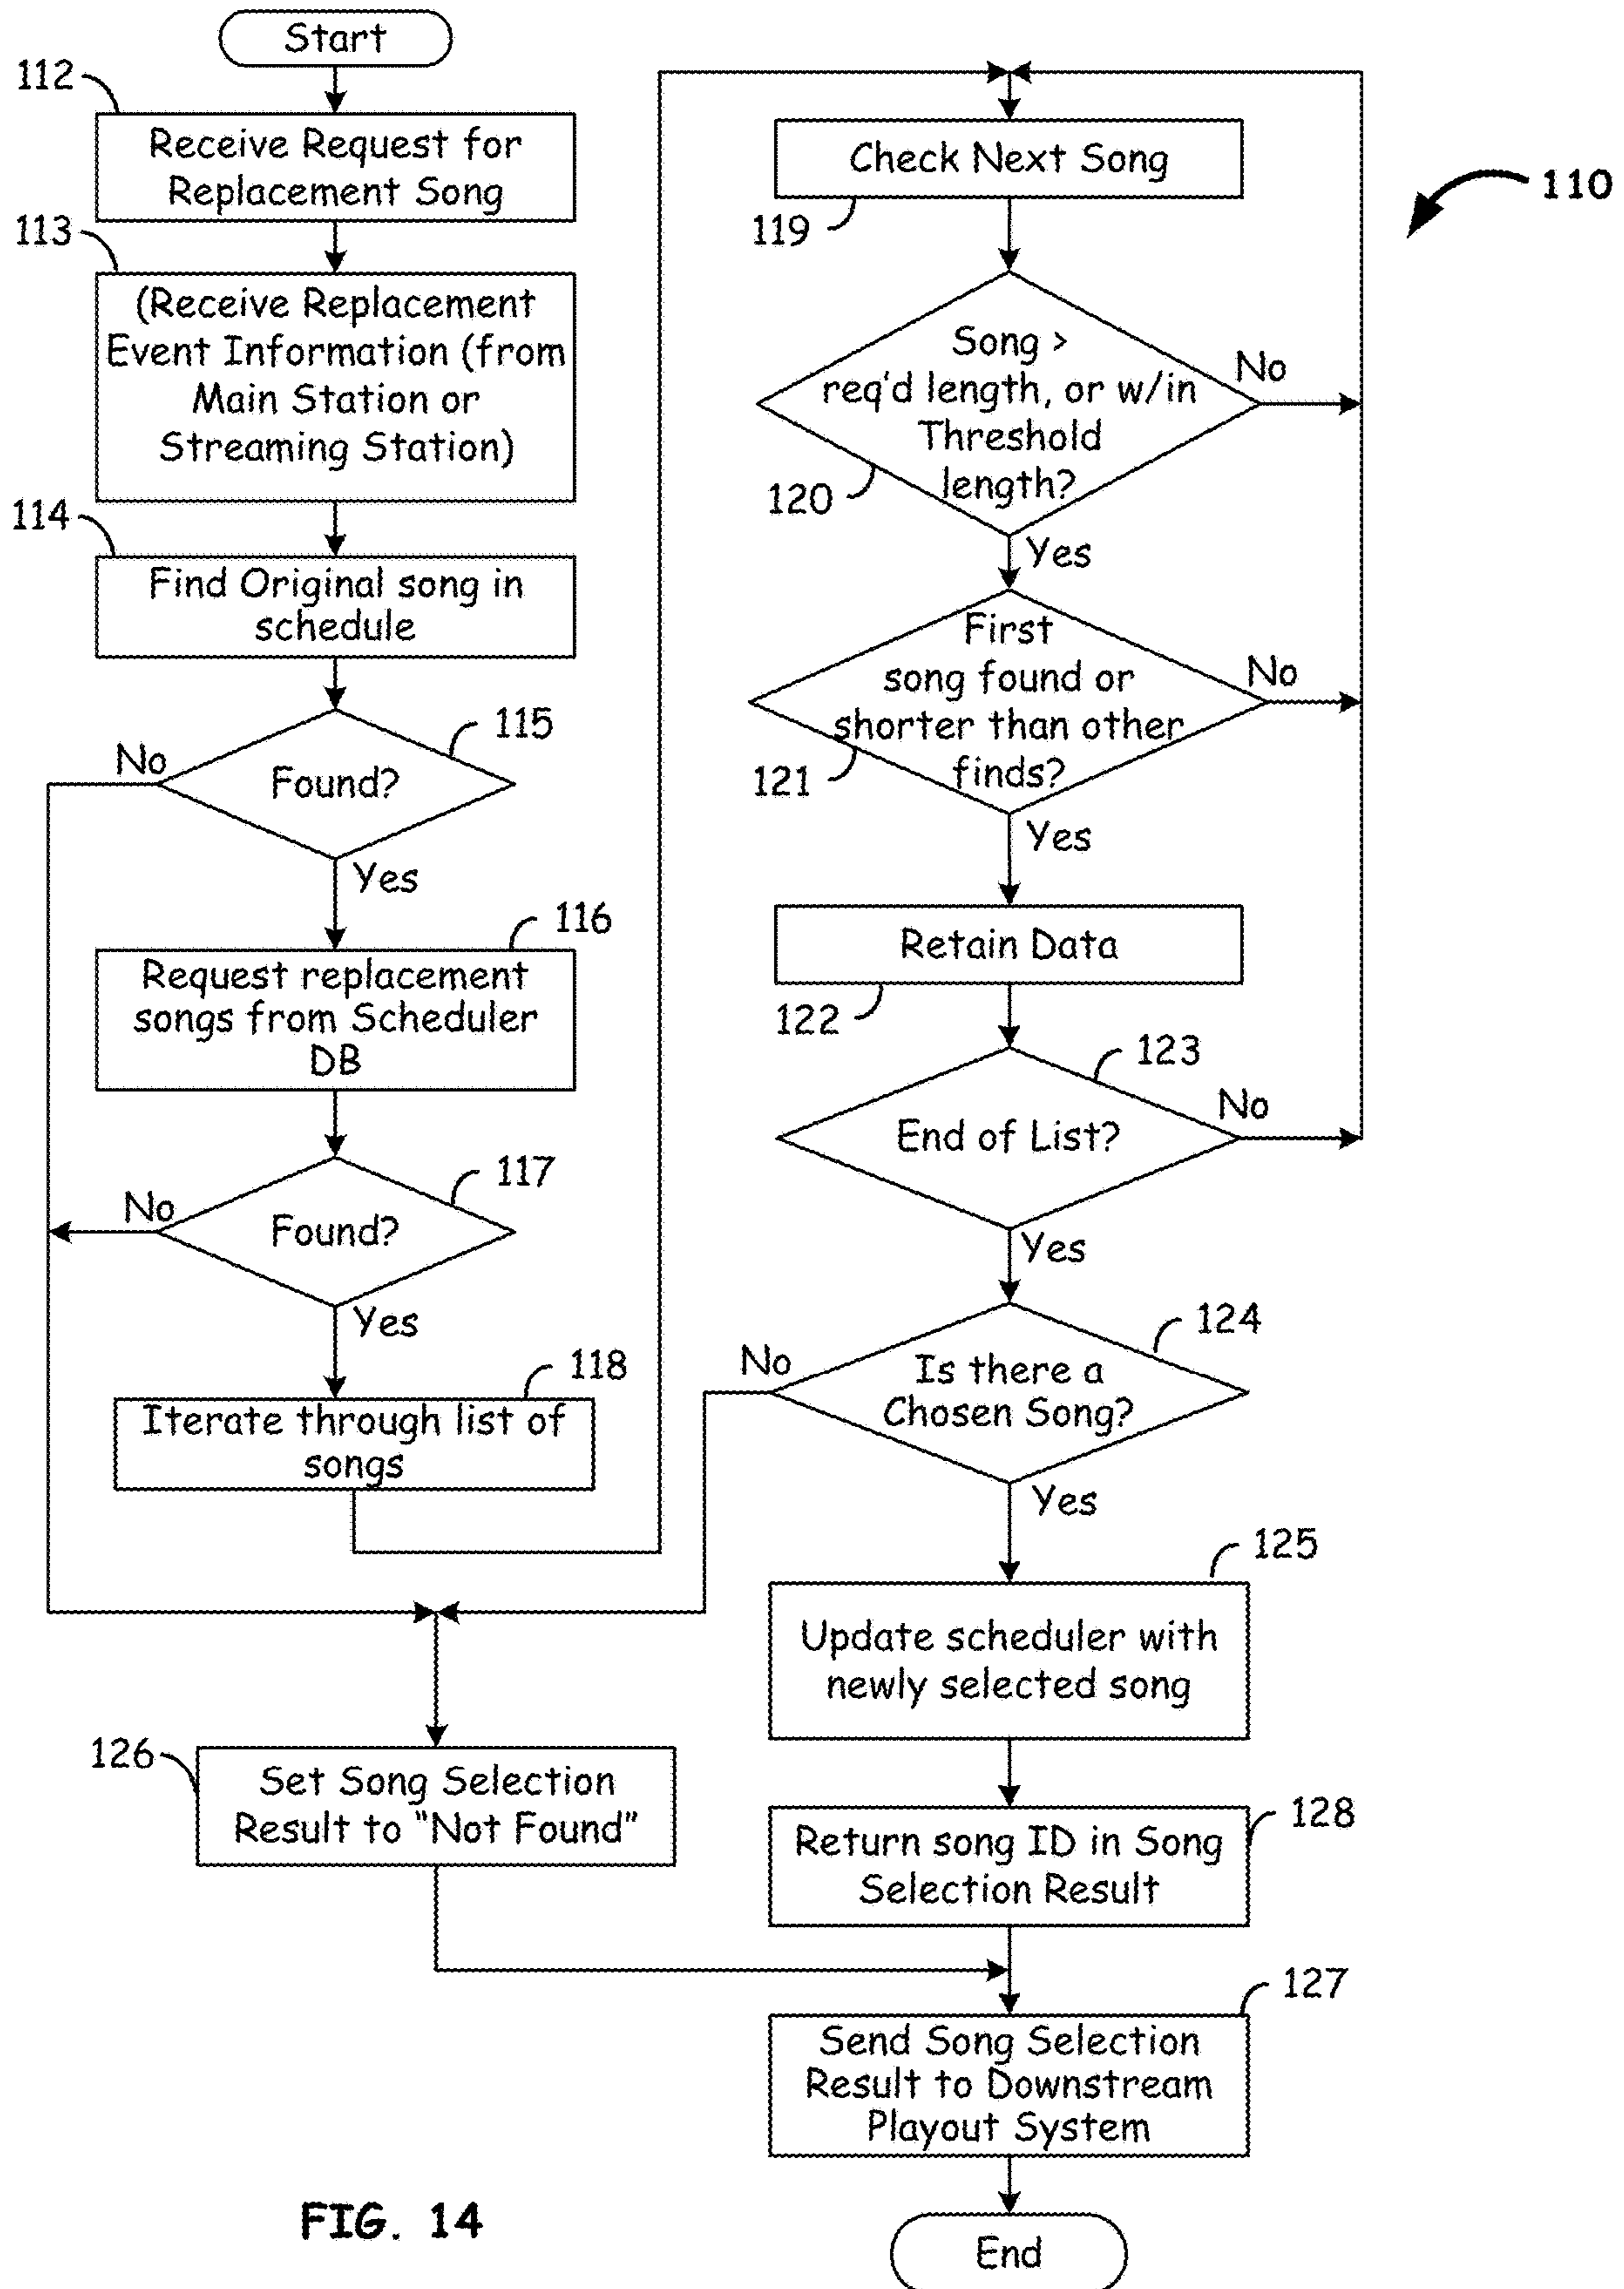 Start
112
Receive Request for
Replacement Song
113
(Receive Replacement
Event Information (from
Main Station or
Streaming Station)
114
Find Original song in
schedule
115
Found?
No
Yes
116
Request replacement
songs from Scheduler
DB
117
Found?
No
Yes
118
Iterate through list of
songs
126
Set Song Selection
Result to "Not Found"
110
Check Next Song
119
Song >
req'd length, or w/in
Threshold
length?
No
120
Yes
First
song found or
shorter than other
finds?
No
121
Yes
Retain Data
122
123
End of List?
No
Yes
124
Is there a
Chosen Song?
No
Yes
125
Update scheduler with
newly selected song
128
Return song ID in Song
Selection Result
127
Send Song Selection
Result to Downstream
Playout System
End
FIG. 14